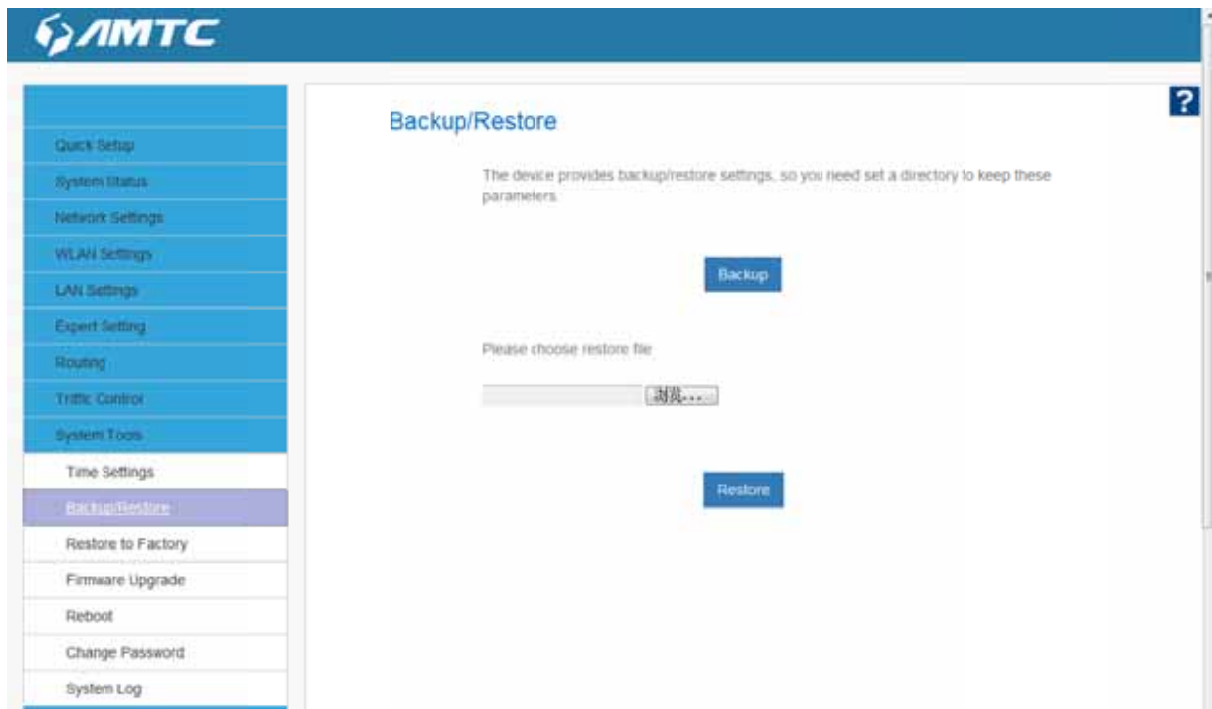 AMTC
?
Quick Setup
System Status
Network Settings
WLAN Settings
LAN Settings
Expert Setting
Routing
Traffic Control
System Tools
Time Settings
Backup/Restore
Restore to Factory
Firmware Upgrade
Reboot
Change Password
System Log
Backup/Restore
The device provides backup/restore settings, so you need set a directory to keep these
parameters.
Backup
Please choose restore file
浏览...
Restore